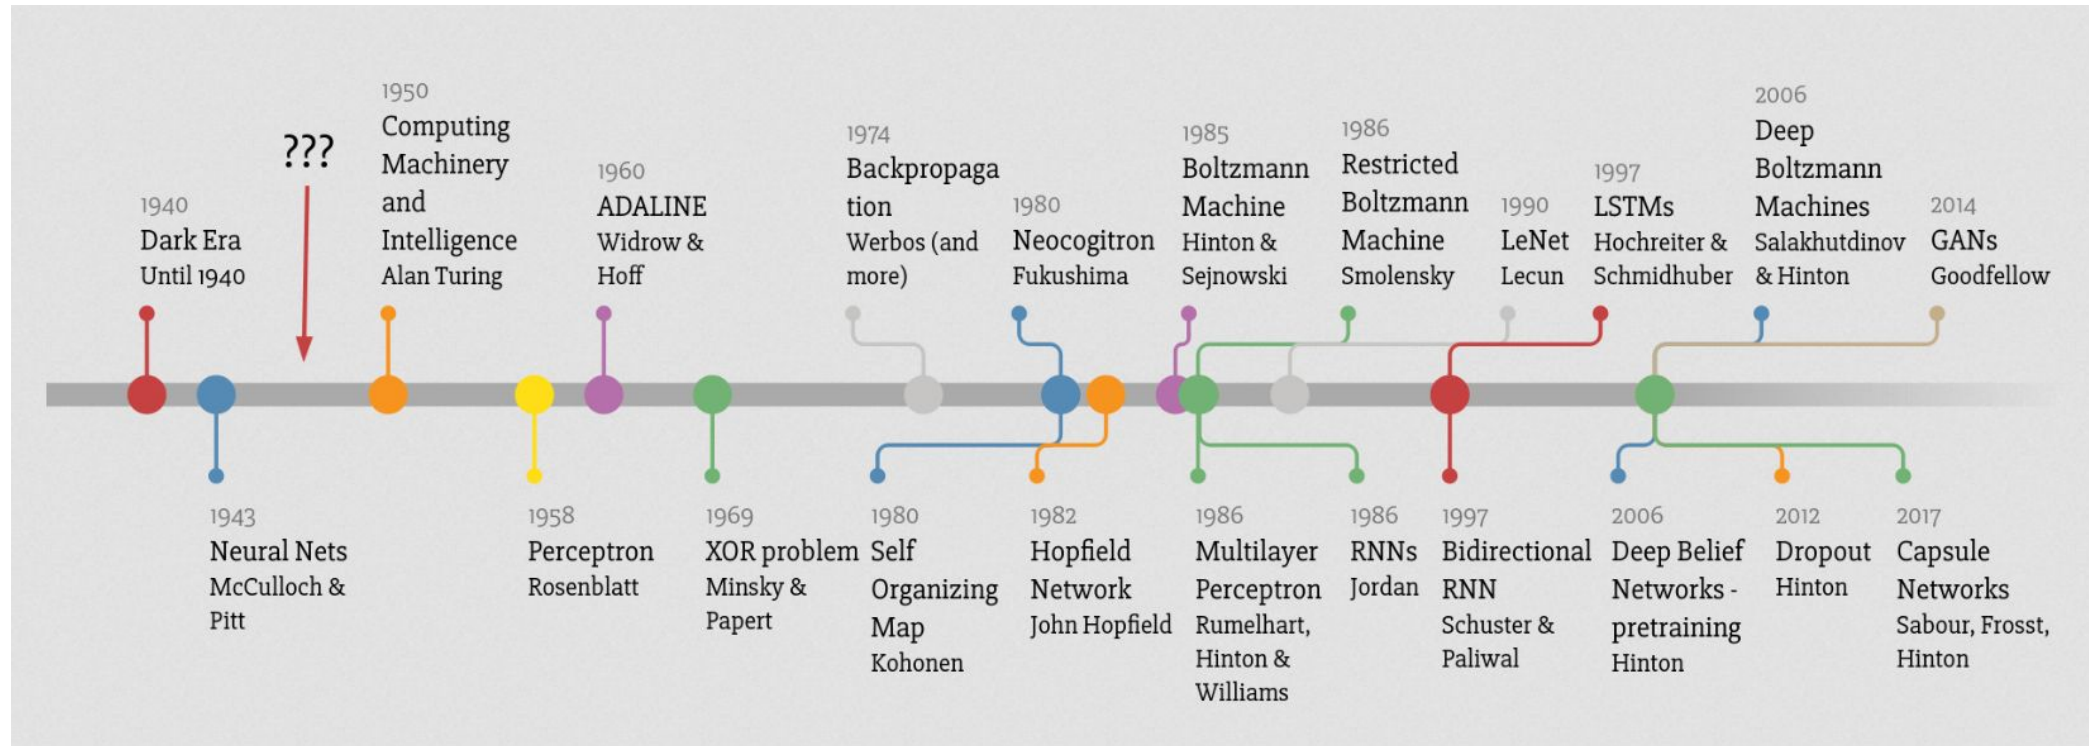 1940
Dark Era
Until 1940
???
1950
Computing
Machinery
and
Intelligence
Alan Turing
1960
ADALINE
Widrow &
Hoff
1974
Backpropaga
tion
Werbos (and
more)
1980
Neocogitron
Fukushima
1985
Boltzmann
Machine
Hinton &
Sejnowski
1986
Restricted
Boltzmann
Machine
Smolensky
1990
LeNet
Lecun
1997
LSTMs
Hochreiter &
Schmidhuber
2006
Deep
Boltzmann
Machines
Salakhutdinov
& Hinton
2014
GANs
Goodfellow
1943
Neural Nets
McCulloch &
Pitt
1958
Perceptron
Rosenblatt
1969
XOR problem
Minsky &
Papert
1980
Self
Organizing
Map
Kohonen
1982
Hopfield
Network
John Hopfield
1986
Multilayer
Perceptron
Rumelhart,
Hinton &
Williams
1986
RNNs
Jordan
1997
Bidirectional
RNN
Schuster &
Paliwal
2006
Deep Belief
Networks -
pretraining
Hinton
2012
Dropout
Hinton
2017
Capsule
Networks
Sabour, Frosst,
Hinton